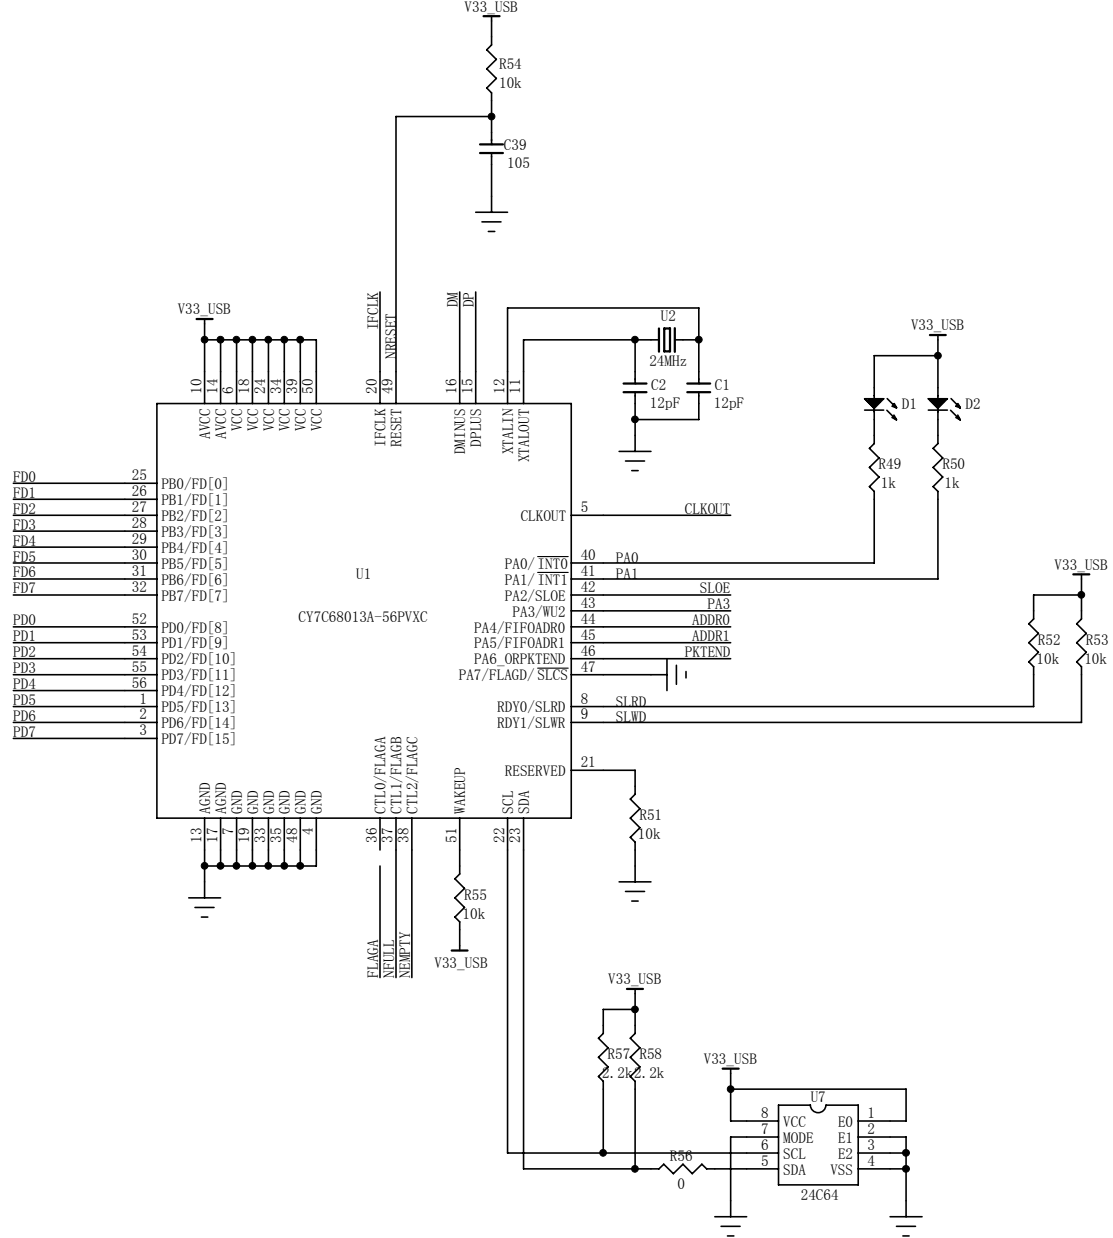 V33_USB
R54
10k
C39
105
V33_USB
IFCLK
NRESET
DM
DP
U2
24MHz
C2
12pF
C1
12pF
V33_USB
D1
D2
R49
1k
R50
1k
10
14
6
18
24
34
39
50
20
49
16
15
12
11
AVCC
AVCC
VCC
VCC
VCC
VCC
VCC
VCC
IFCLK
RESET
DMINUS
DPLUS
XTALIN
XTALOUT
FD0 25 PB0/FD[0]
FD1 26 PB1/FD[1]
FD2 27 PB2/FD[2]
FD3 28 PB3/FD[3]
FD4 29 PB4/FD[4]
FD5 30 PB5/FD[5]
FD6 31 PB6/FD[6]
FD7 32 PB7/FD[7]
PD0 52 PD0/FD[8]
PD1 53 PD1/FD[9]
PD2 54 PD2/FD[10]
PD3 55 PD3/FD[11]
PD4 56 PD4/FD[12]
PD5 1 PD5/FD[13]
PD6 2 PD6/FD[14]
PD7 3 PD7/FD[15]
U1
CY7C68013A-56PVXC
CLKOUT 5 CLKOUT
PA0/INT0 40 PA0
PA1/INT1 41 PA1
PA2/SLOE 42 SLOE
PA3/WU2 43 PA3
PA4/FIFOADR0 44 ADDR0
PA5/FIFOADR1 45 ADDR1
PA6_ORPKTEND 46 PKTEND
PA7/FLAGD/SLCS 47
RDY0/SLRD 8 SLRD
RDY1/SLWR 9 SLWD
RESERVED 21
V33_USB
R52
10k
R53
10k
R51
10k
AGND
AGND
GND
GND
GND
GND
GND
GND
CTL0/FLAGA
CTL1/FLAGB
CTL2/FLAGC
WAKEUP
SCL
SDA
13
17
7
19
33
35
48
4
36
37
38
51
22
23
R55
10k
V33_USB
FLAGA
NFULL
NEMPTY
V33_USB
R57
2.2k
R58
2.2k
R56
0
V33_USB
U7
8 VCC E0 1
7 MODE E1 2
6 SCL E2 3
5 SDA VSS 4
24C64